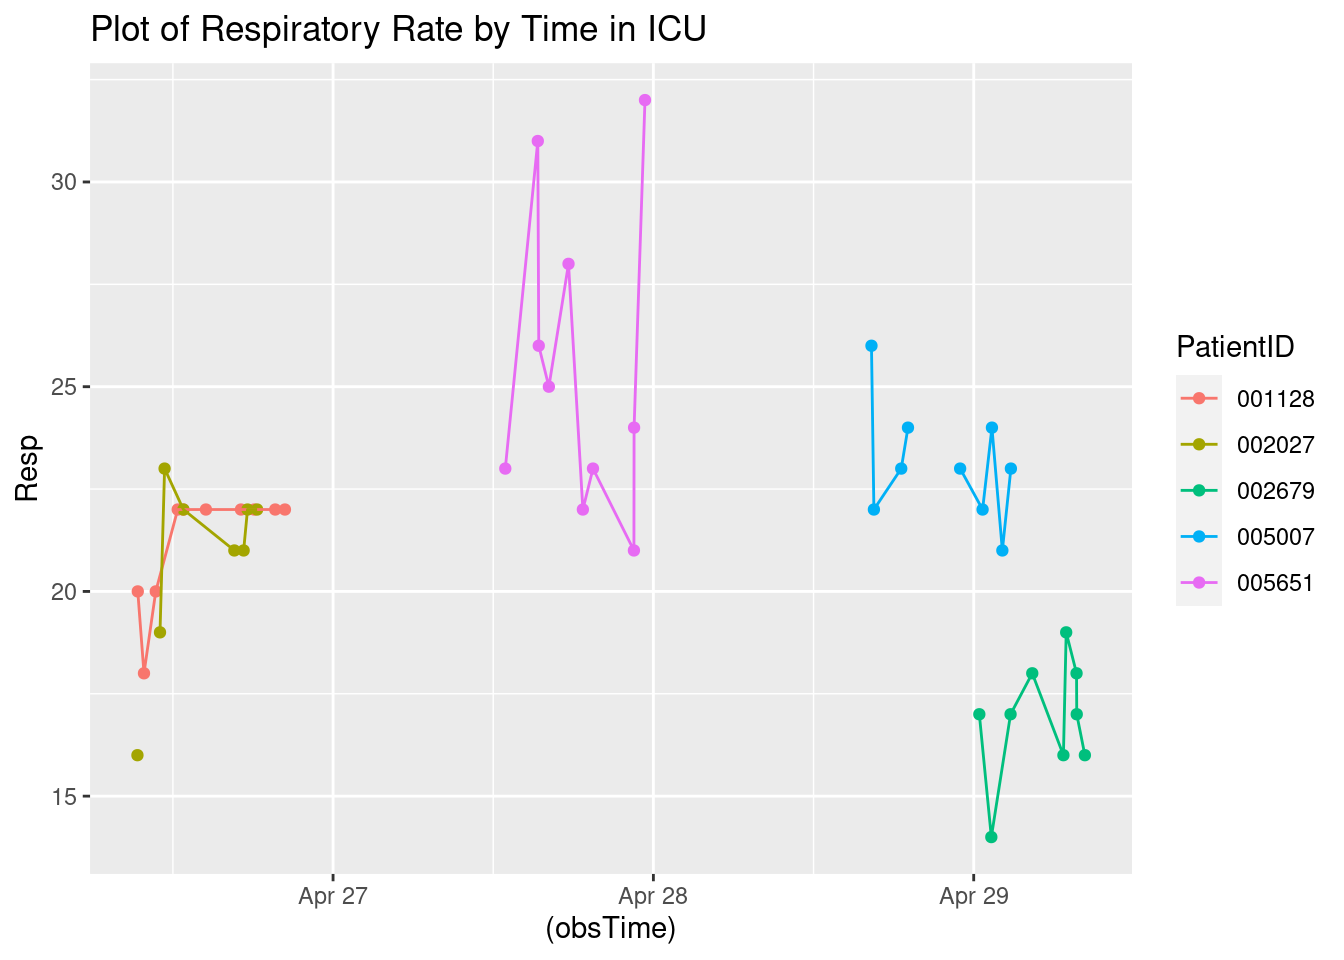 Plot of Respiratory Rate by Time in ICU
30
25
20
15
Resp
Apr 27 Apr 28 Apr 29
(obsTime)
PatientID
001128
002027
002679
005007
005651